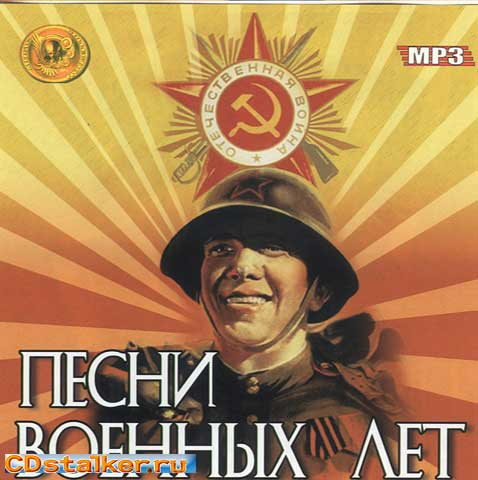 MP3
ОТЕЧЕСТВЕННАЯ ВОЙНА
ПЕСНИ
ВОЕННЫХ ЛЕТ
CDstalker.ru